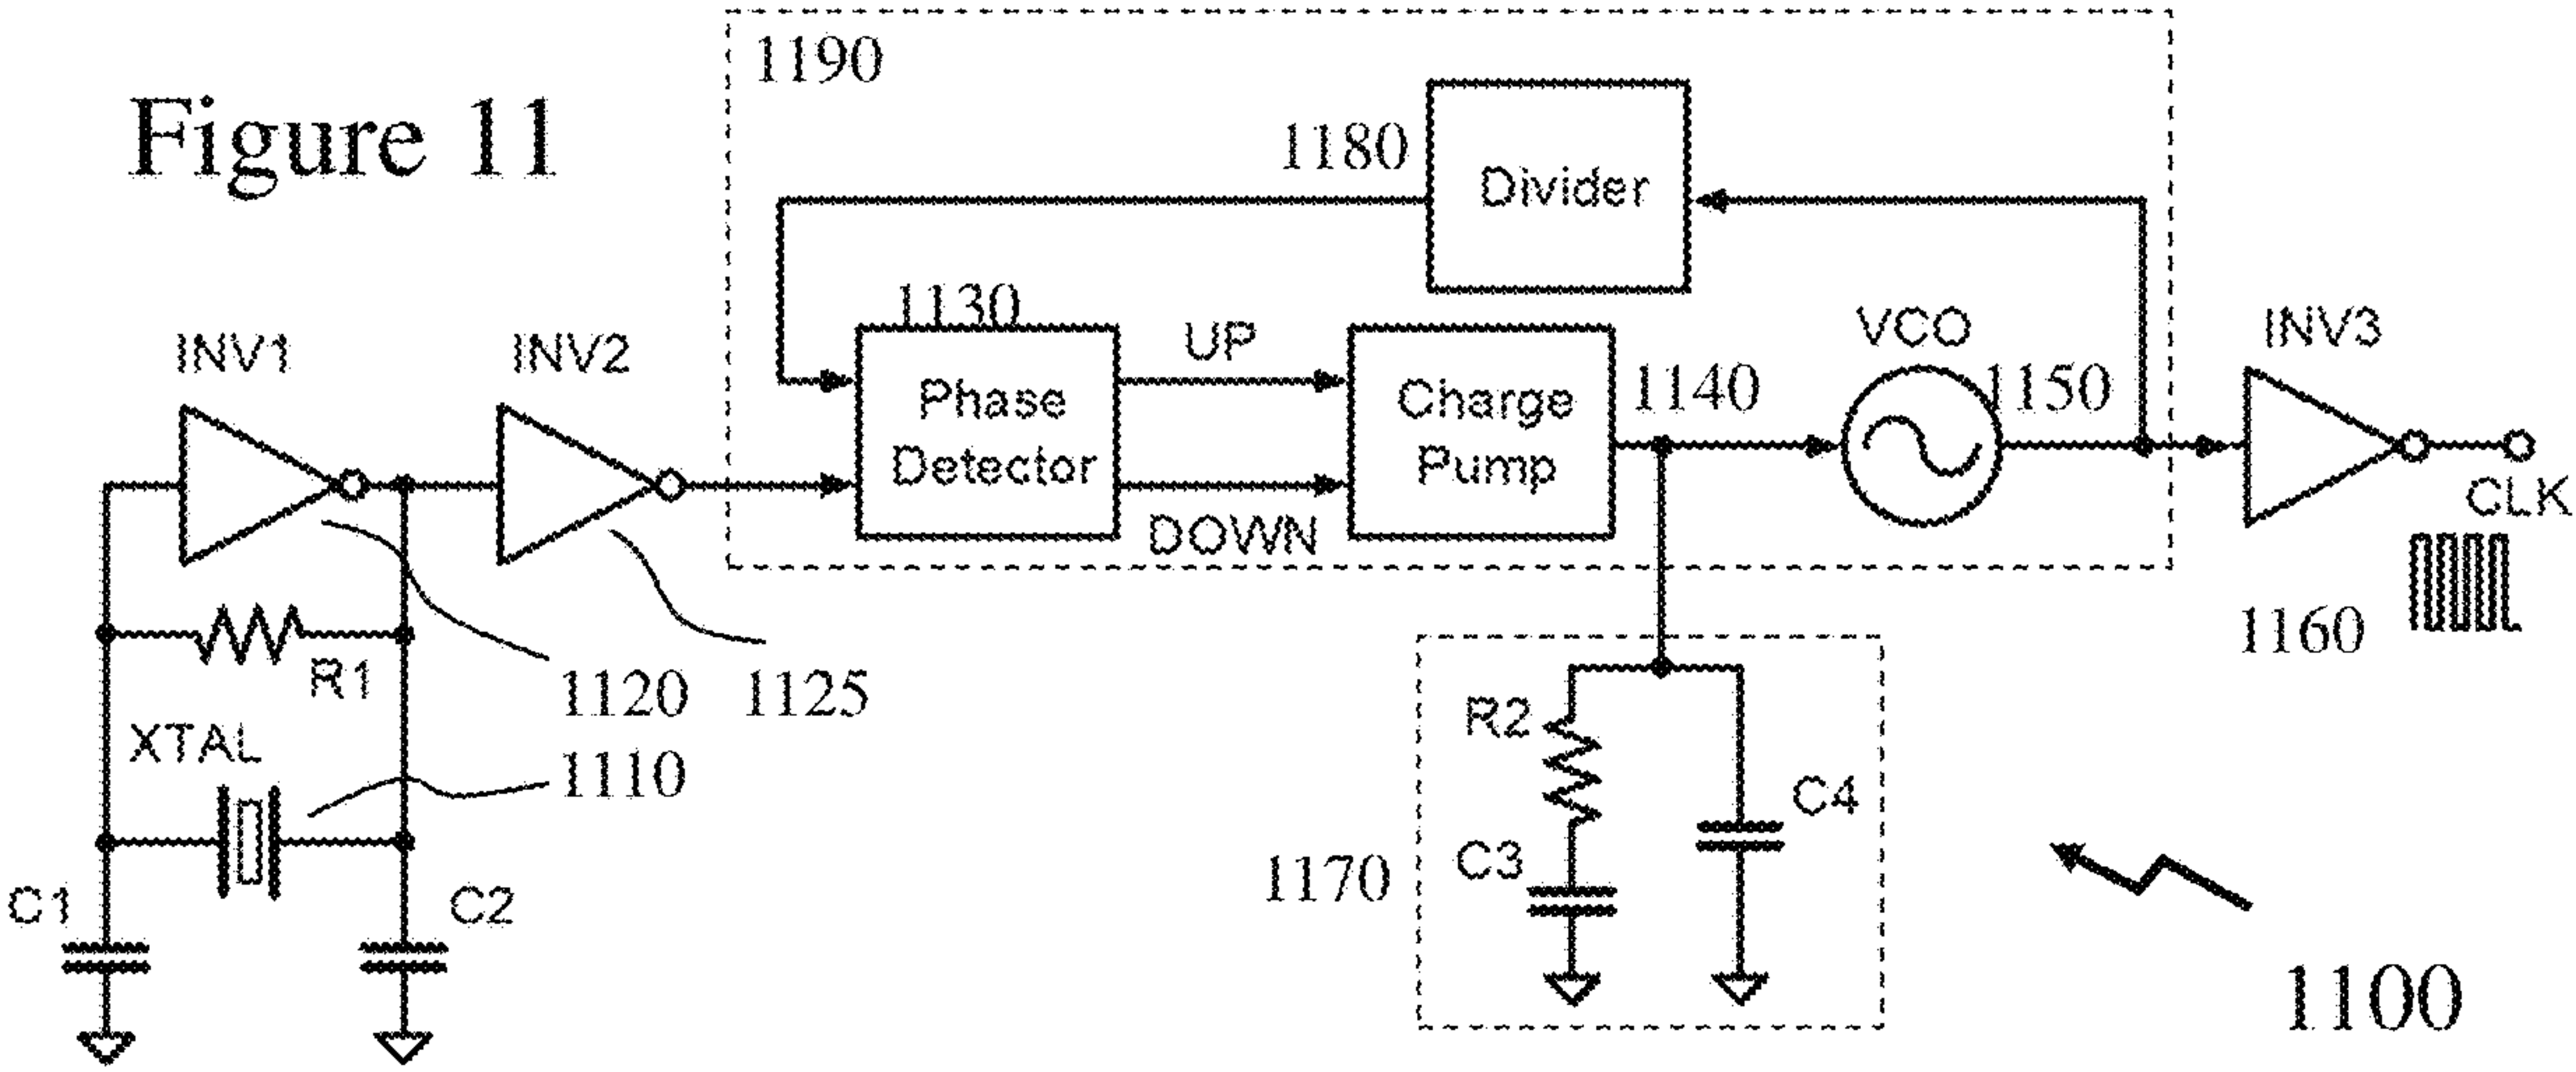 Figure 11
1190
1180
Divider
1130
INV1
INV2
UP
VCO
INV3
Phase
Detector
Charge
Pump
1140
1150
DOWN
CLK
R1
1120
1125
1160
XTAL
1110
R2
C4
C3
1170
C1
C2
1100